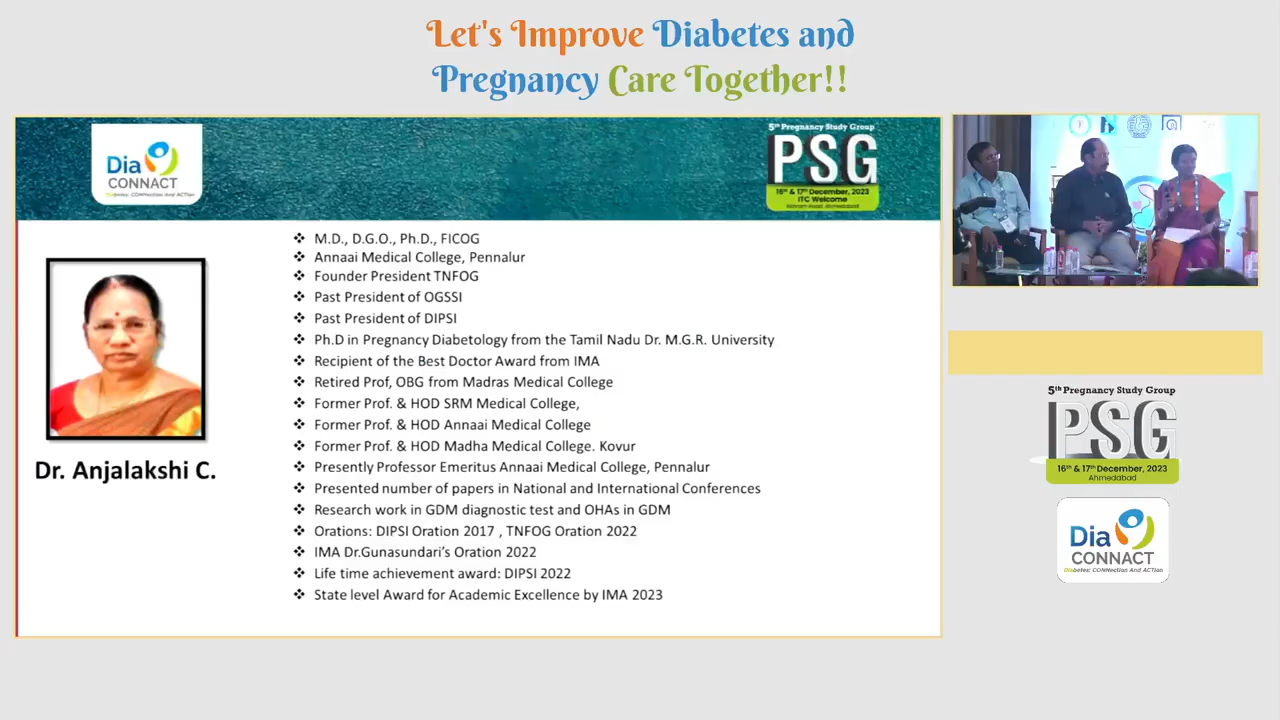 Let's Improve Diabetes and
Pregnancy Care Together!!
Dia
CONNACT
Diabetes: CONNection And ACTion
5th Pregnancy Study Group
PSG
16th & 17th December, 2023
ITC Welcome
Ahmedabad
❖ M.D., D.G.O., Ph.D., FICOG
❖ Annaai Medical College, Pennalur
❖ Founder President TNFOG
❖ Past President of OGSSI
❖ Past President of DIPSI
❖ Ph.D in Pregnancy Diabetology from the Tamil Nadu Dr. M.G.R. University
❖ Recipient of the Best Doctor Award from IMA
❖ Retired Prof, OBG from Madras Medical College
❖ Former Prof. & HOD SRM Medical College,
❖ Former Prof. & HOD Annaai Medical College
❖ Former Prof. & HOD Madha Medical College. Kovur
❖ Presently Professor Emeritus Annaai Medical College, Pennalur
❖ Presented number of papers in National and International Conferences
❖ Research work in GDM diagnostic test and OHAs in GDM
❖ Orations: DIPSI Oration 2017 , TNFOG Oration 2022
❖ IMA Dr.Gunasundari's Oration 2022
❖ Life time achievement award: DIPSI 2022
❖ State level Award for Academic Excellence by IMA 2023
Dr. Anjalakshi C.
5th Pregnancy Study Group
PSG
16th & 17th December, 2023
Ahmedabad
Dia
CONNACT
Diabetes: CONNection And ACTion